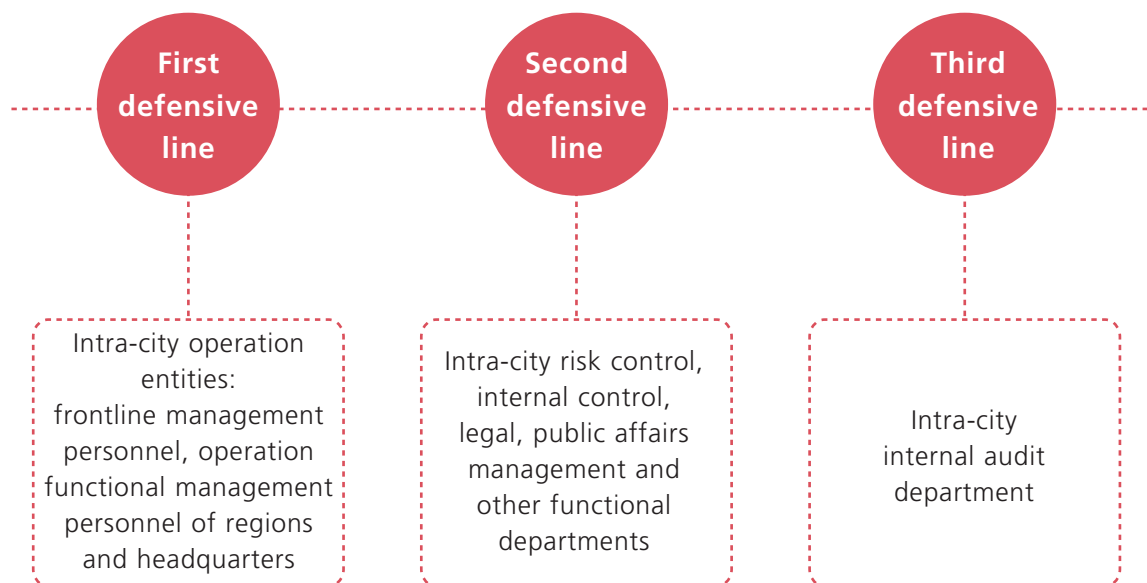 First
defensive
line
Second
defensive
line
Third
defensive
line
Intra-city operation
entities:
frontline management
personnel, operation
functional management
personnel of regions
and headquarters
Intra-city risk control,
internal control,
legal, public affairs
management and
other functional
departments
Intra-city
internal audit
department